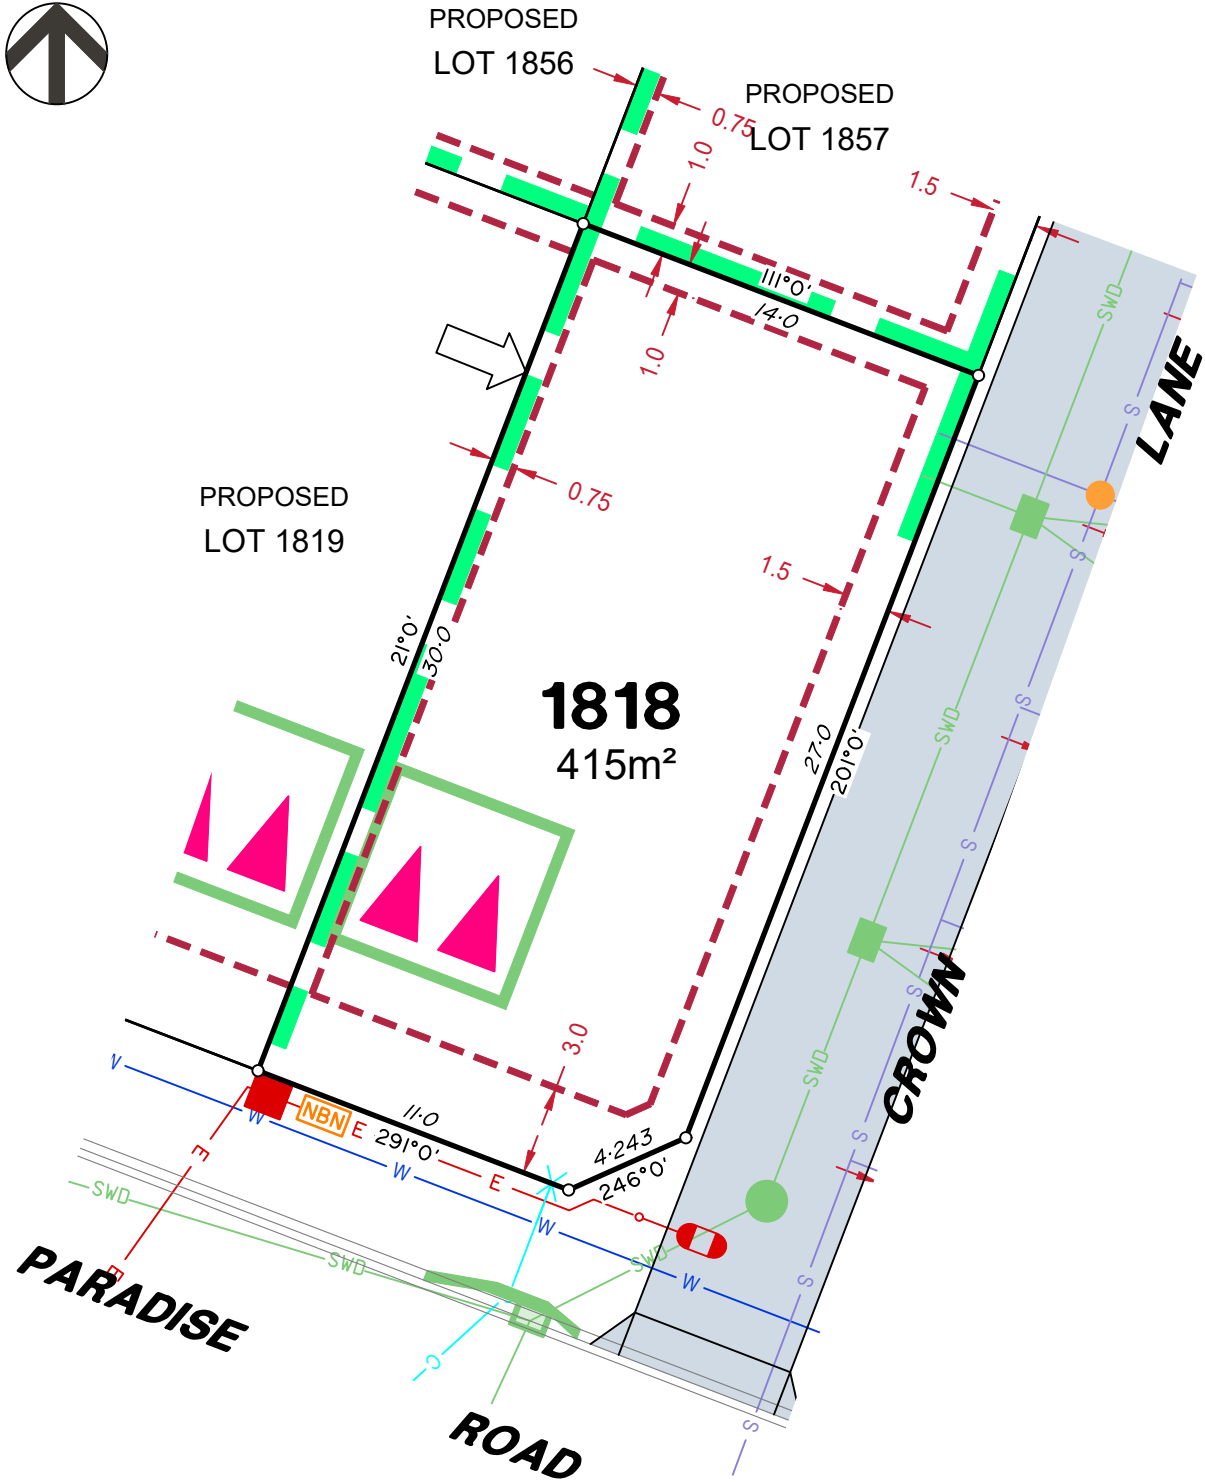 PROPOSED
LOT 1856
PROPOSED
LOT 1857
0.75
1.0
1.5
111°0'
14·0
1.0
SWD
LANE
S
PROPOSED
LOT 1819
0.75
1.5
S
21°0'
30·0
1818
415m²
27·0
201°0'
SWD
S
S
3.0
SWD
S
CROWN
W
W
NBN
E
11·0
291°0'
W
E
4·243
246°0'
W
S
E
SWD
SWD
SWD
W
S
E
C
S
PARADISE
ROAD